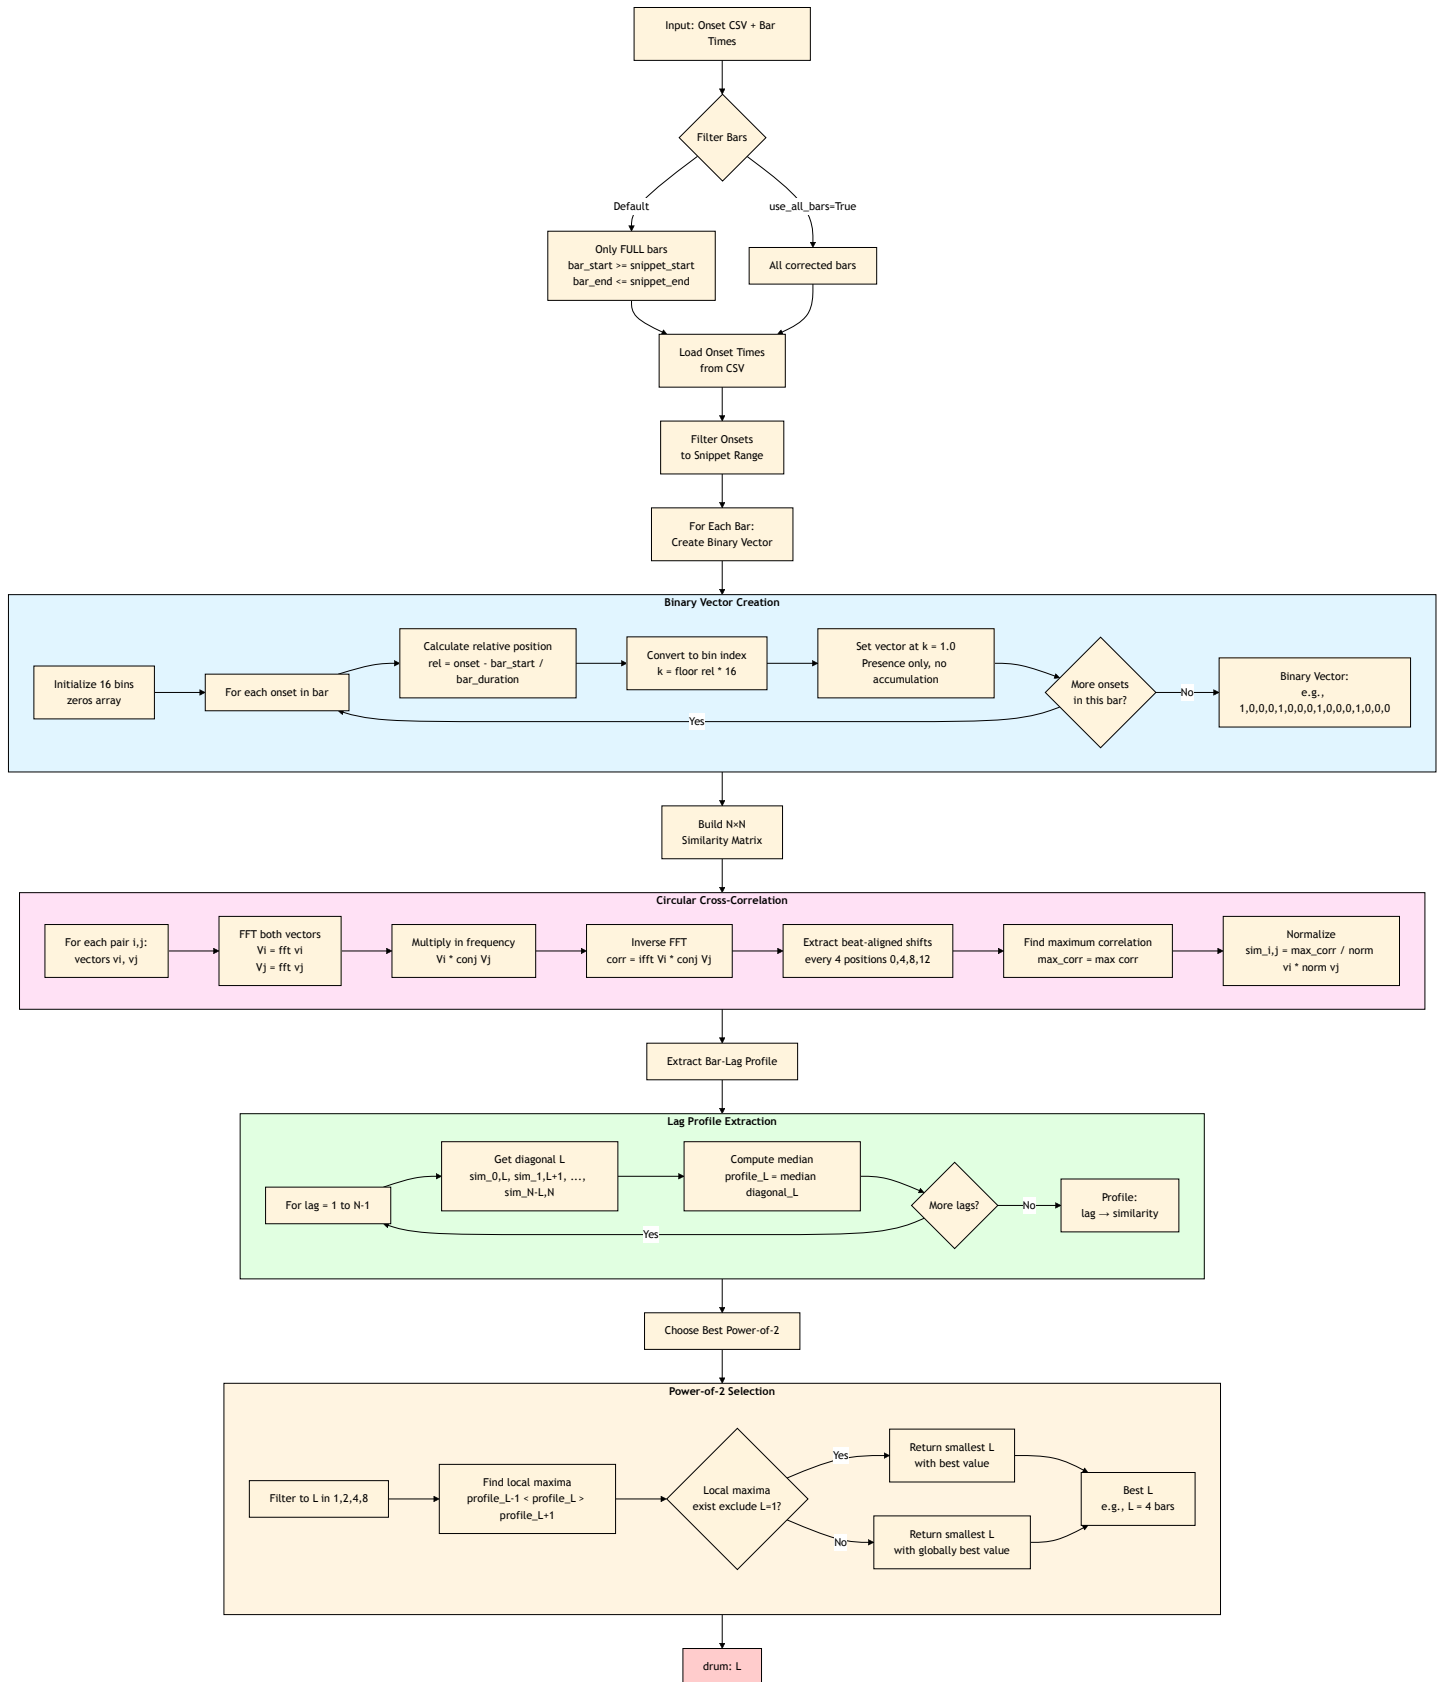 Input: Onset CSV + Bar
Times
Filter Bars
Default
use_all_bars=True
Only FULL bars
bar_start >= snippet_start
bar_end <= snippet_end
All corrected bars
Load Onset Times
from CSV
Filter Onsets
to Snippet Range
For Each Bar:
Create Binary Vector
Binary Vector Creation
Initialize 16 bins
zeros array
For each onset in bar
Calculate relative position
rel = onset - bar_start /
bar_duration
Convert to bin index
k = floor rel * 16
Set vector at k = 1.0
Presence only, no
accumulation
More onsets
in this bar?
Yes
No
Binary Vector:
e.g.,
1,0,0,0,1,0,0,0,1,0,0,0,1,0,0,0
Build N×N
Similarity Matrix
Circular Cross-Correlation
For each pair i,j:
vectors vi, vj
FFT both vectors
Vi = fft vi
Vj = fft vj
Multiply in frequency
Vi * conj Vj
Inverse FFT
corr = ifft Vi * conj Vj
Extract beat-aligned shifts
every 4 positions 0,4,8,12
Find maximum correlation
max_corr = max corr
Normalize
sim_i,j = max_corr / norm
vi * norm vj
Extract Bar-Lag Profile
Lag Profile Extraction
For lag = 1 to N-1
Get diagonal L
sim_0,L, sim_1,L+1, ...,
sim_N-L,N
Compute median
profile_L = median
diagonal_L
More lags?
Yes
No
Profile:
lag → similarity
Choose Best Power-of-2
Power-of-2 Selection
Filter to L in 1,2,4,8
Find local maxima
profile_L-1 < profile_L >
profile_L+1
Local maxima
exist exclude L=1?
Yes
No
Return smallest L
with best value
Return smallest L
with globally best value
Best L
e.g., L = 4 bars
drum: L